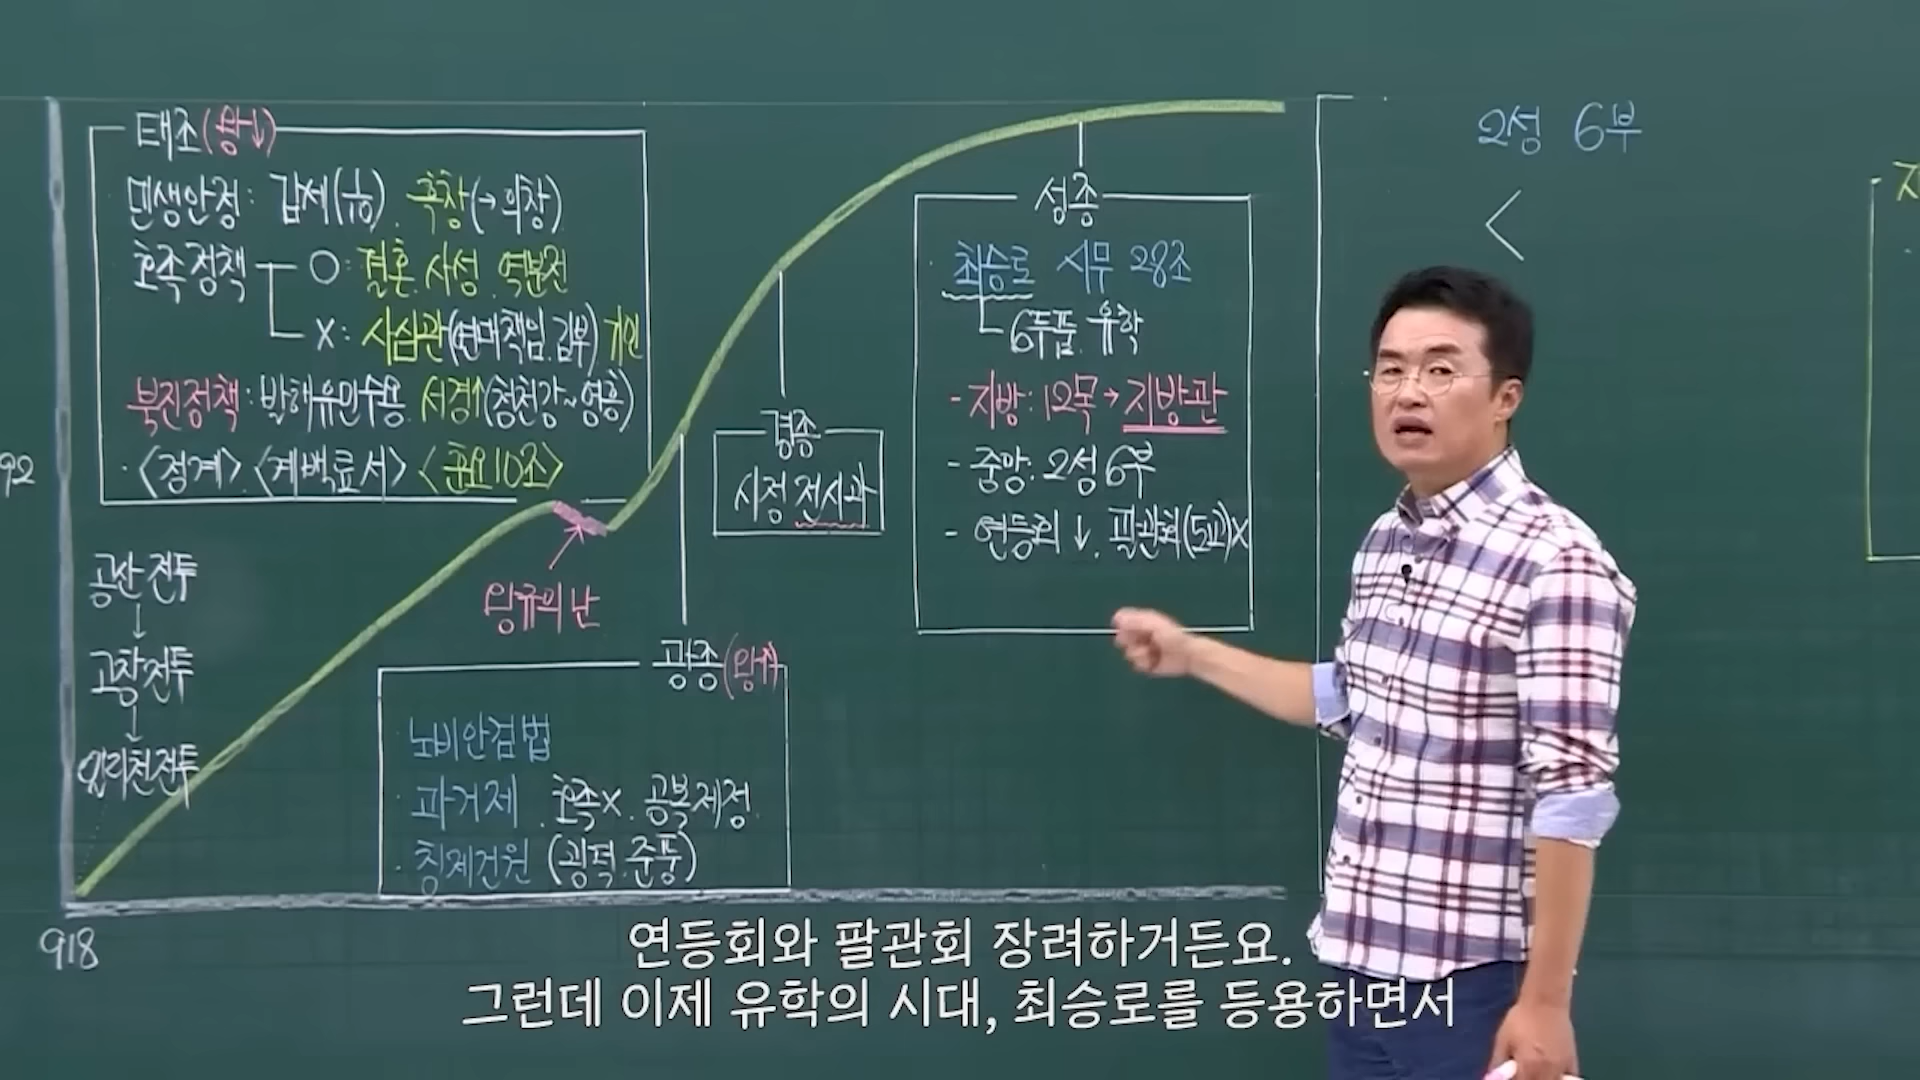 태조(왕↓)
민생안정: 감세(1/10). 흑창(→의창)
호족정책 O: 결혼. 사성. 역분전
X: 사심관(연대책임. 김부) 기인
북진정책: 발해유민수용. 서경↑(청천강~영흥)
·<정계>.<계백료서><훈요10조>
92
공산전투
↓
고창전투
↓
일리천전투
918
왕규의 난
광종(왕↑)
노비안검법
·과거제. 호족X. 공복제정.
·칭제건원 (광덕.준풍)
경종
시정 전시과
성종
·최승로 시무 28조
6두품. 유학
-지방: 12목→지방관
-중앙: 2성 6부
-연등회↓. 팔관회(도교)X
2성 6부
<
연등회와 팔관회 장려하거든요.
그런데 이제 유학의 시대, 최승로를 등용하면서